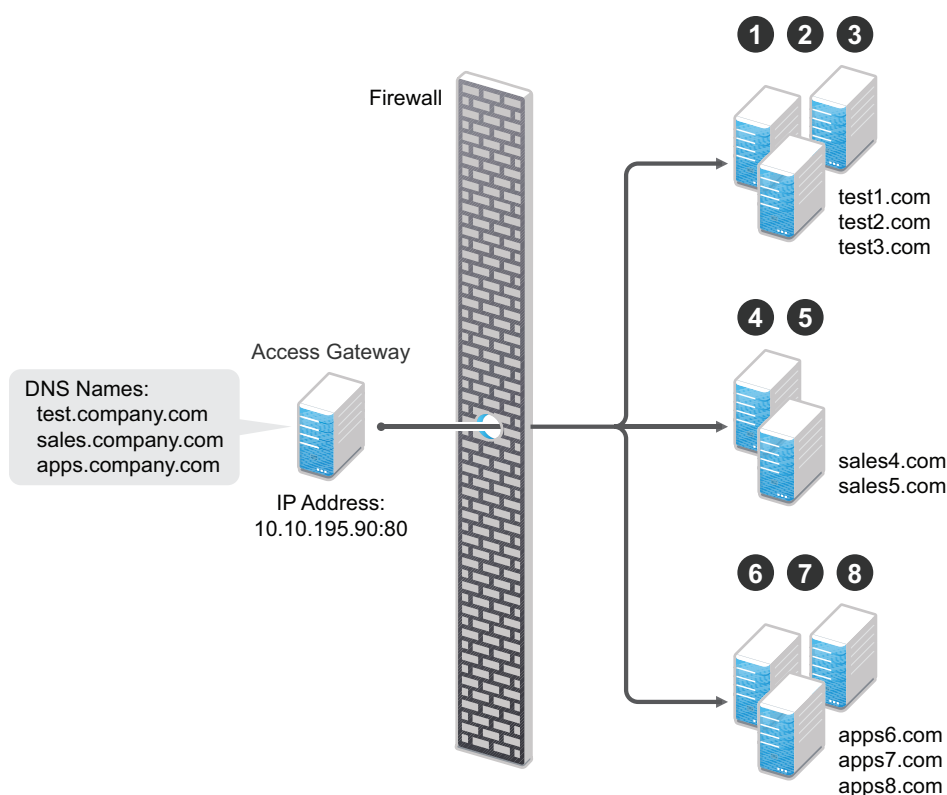 1 2 3
Firewall
test1.com
test2.com
test3.com
4 5
Access Gateway
DNS Names:
test.company.com
sales.company.com
apps.company.com
sales4.com
sales5.com
IP Address:
10.10.195.90:80
6 7 8
apps6.com
apps7.com
apps8.com